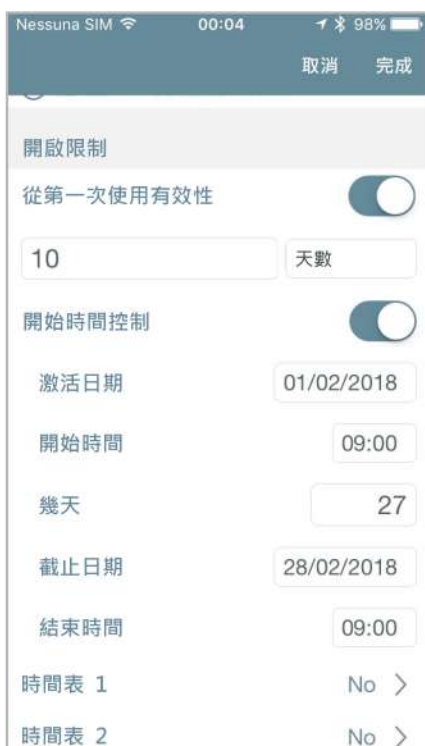 Nessuna SIM 00:04 98%
取消 完成
開啟限制
從第一次使用有效性
10 天數
開始時間控制
激活日期 01/02/2018
開始時間 09:00
幾天 27
截止日期 28/02/2018
結束時間 09:00
時間表 1 No
時間表 2 No